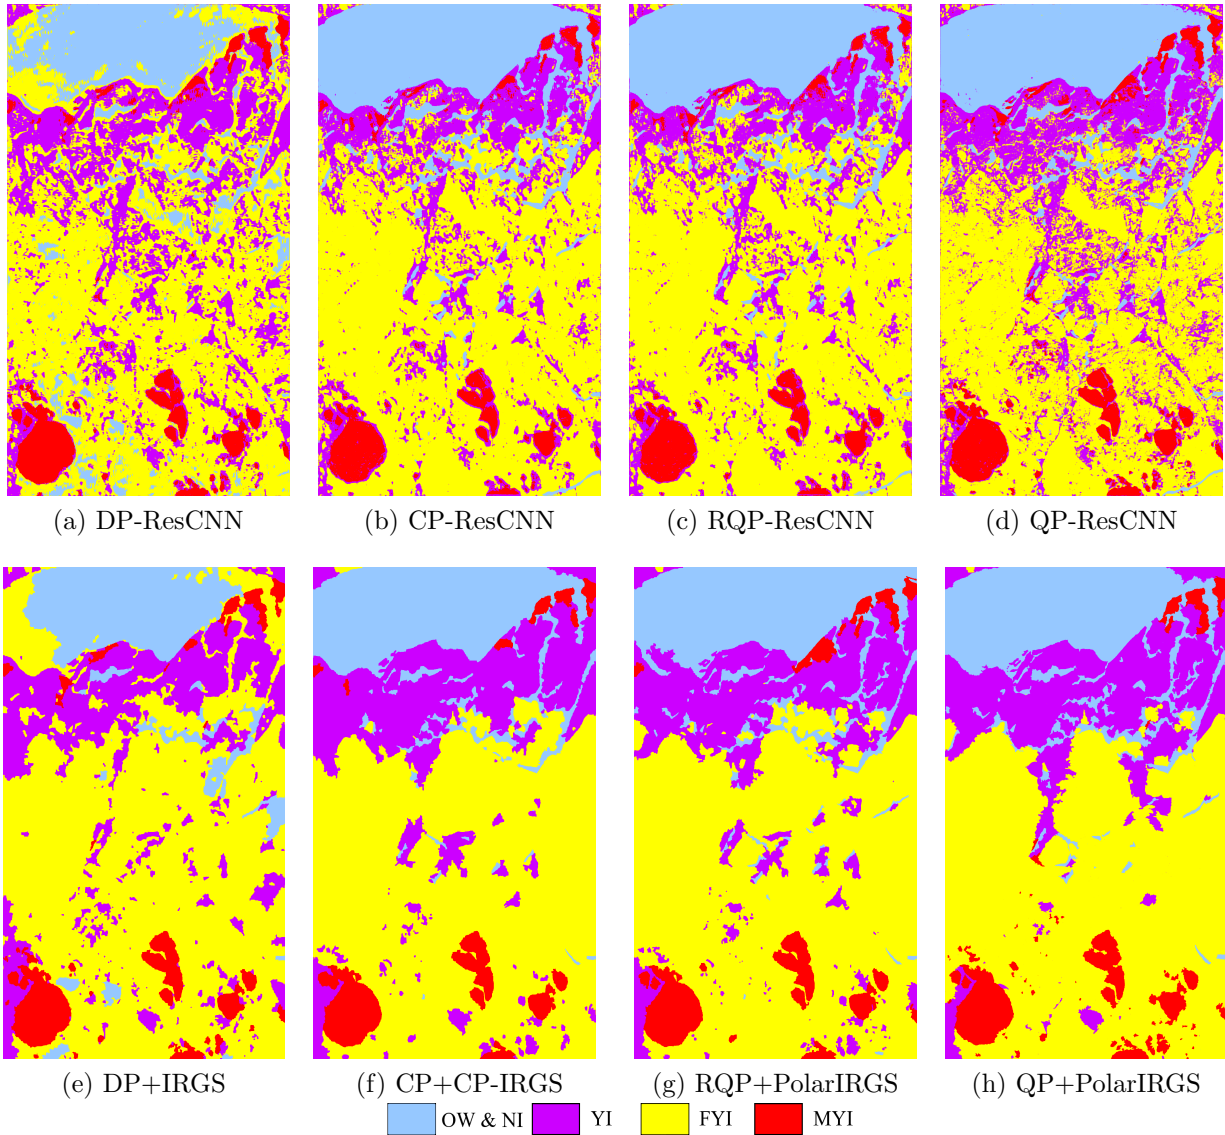 (a) DP-ResCNN
(b) CP-ResCNN
(c) RQP-ResCNN
(d) QP-ResCNN
(e) DP+IRGS
(f) CP+CP-IRGS
(g) RQP+PolarIRGS
(h) QP+PolarIRGS
OW & NI
YI
FYI
MYI